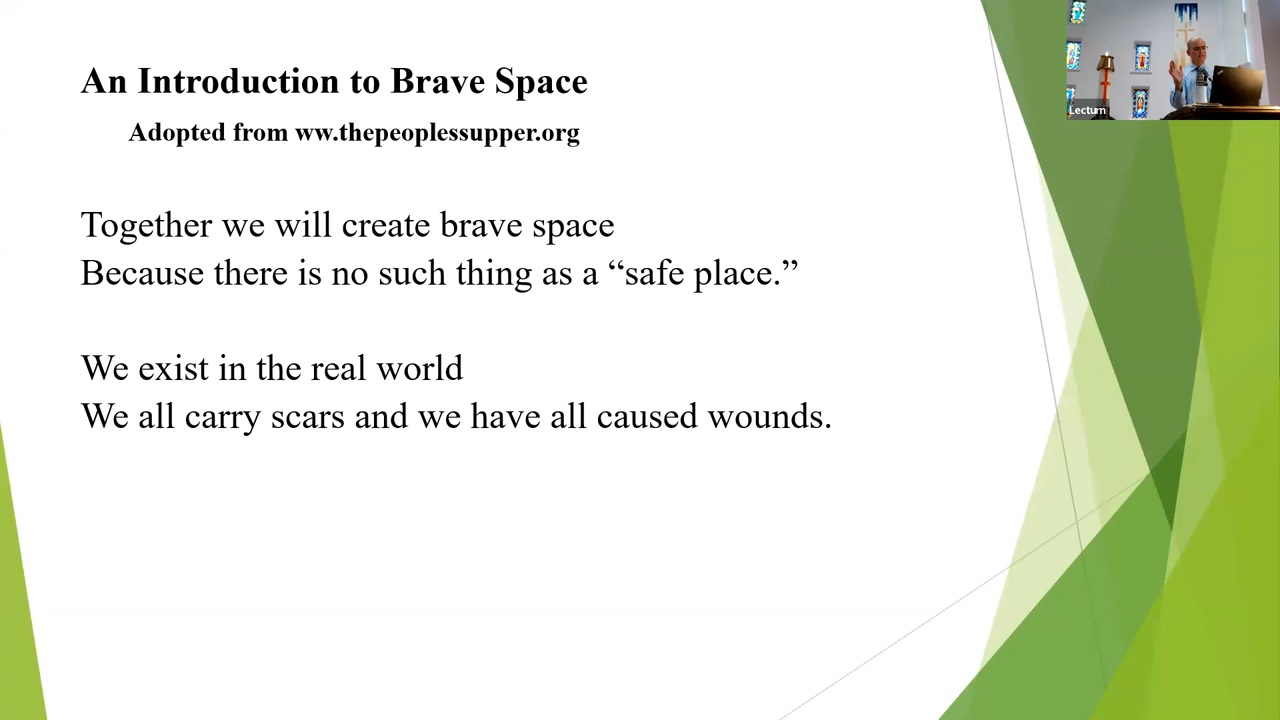 An Introduction to Brave Space
Adopted from ww.thepeoplessupper.org
Together we will create brave space
Because there is no such thing as a “safe place.”
We exist in the real world
We all carry scars and we have all caused wounds.
Lecturn